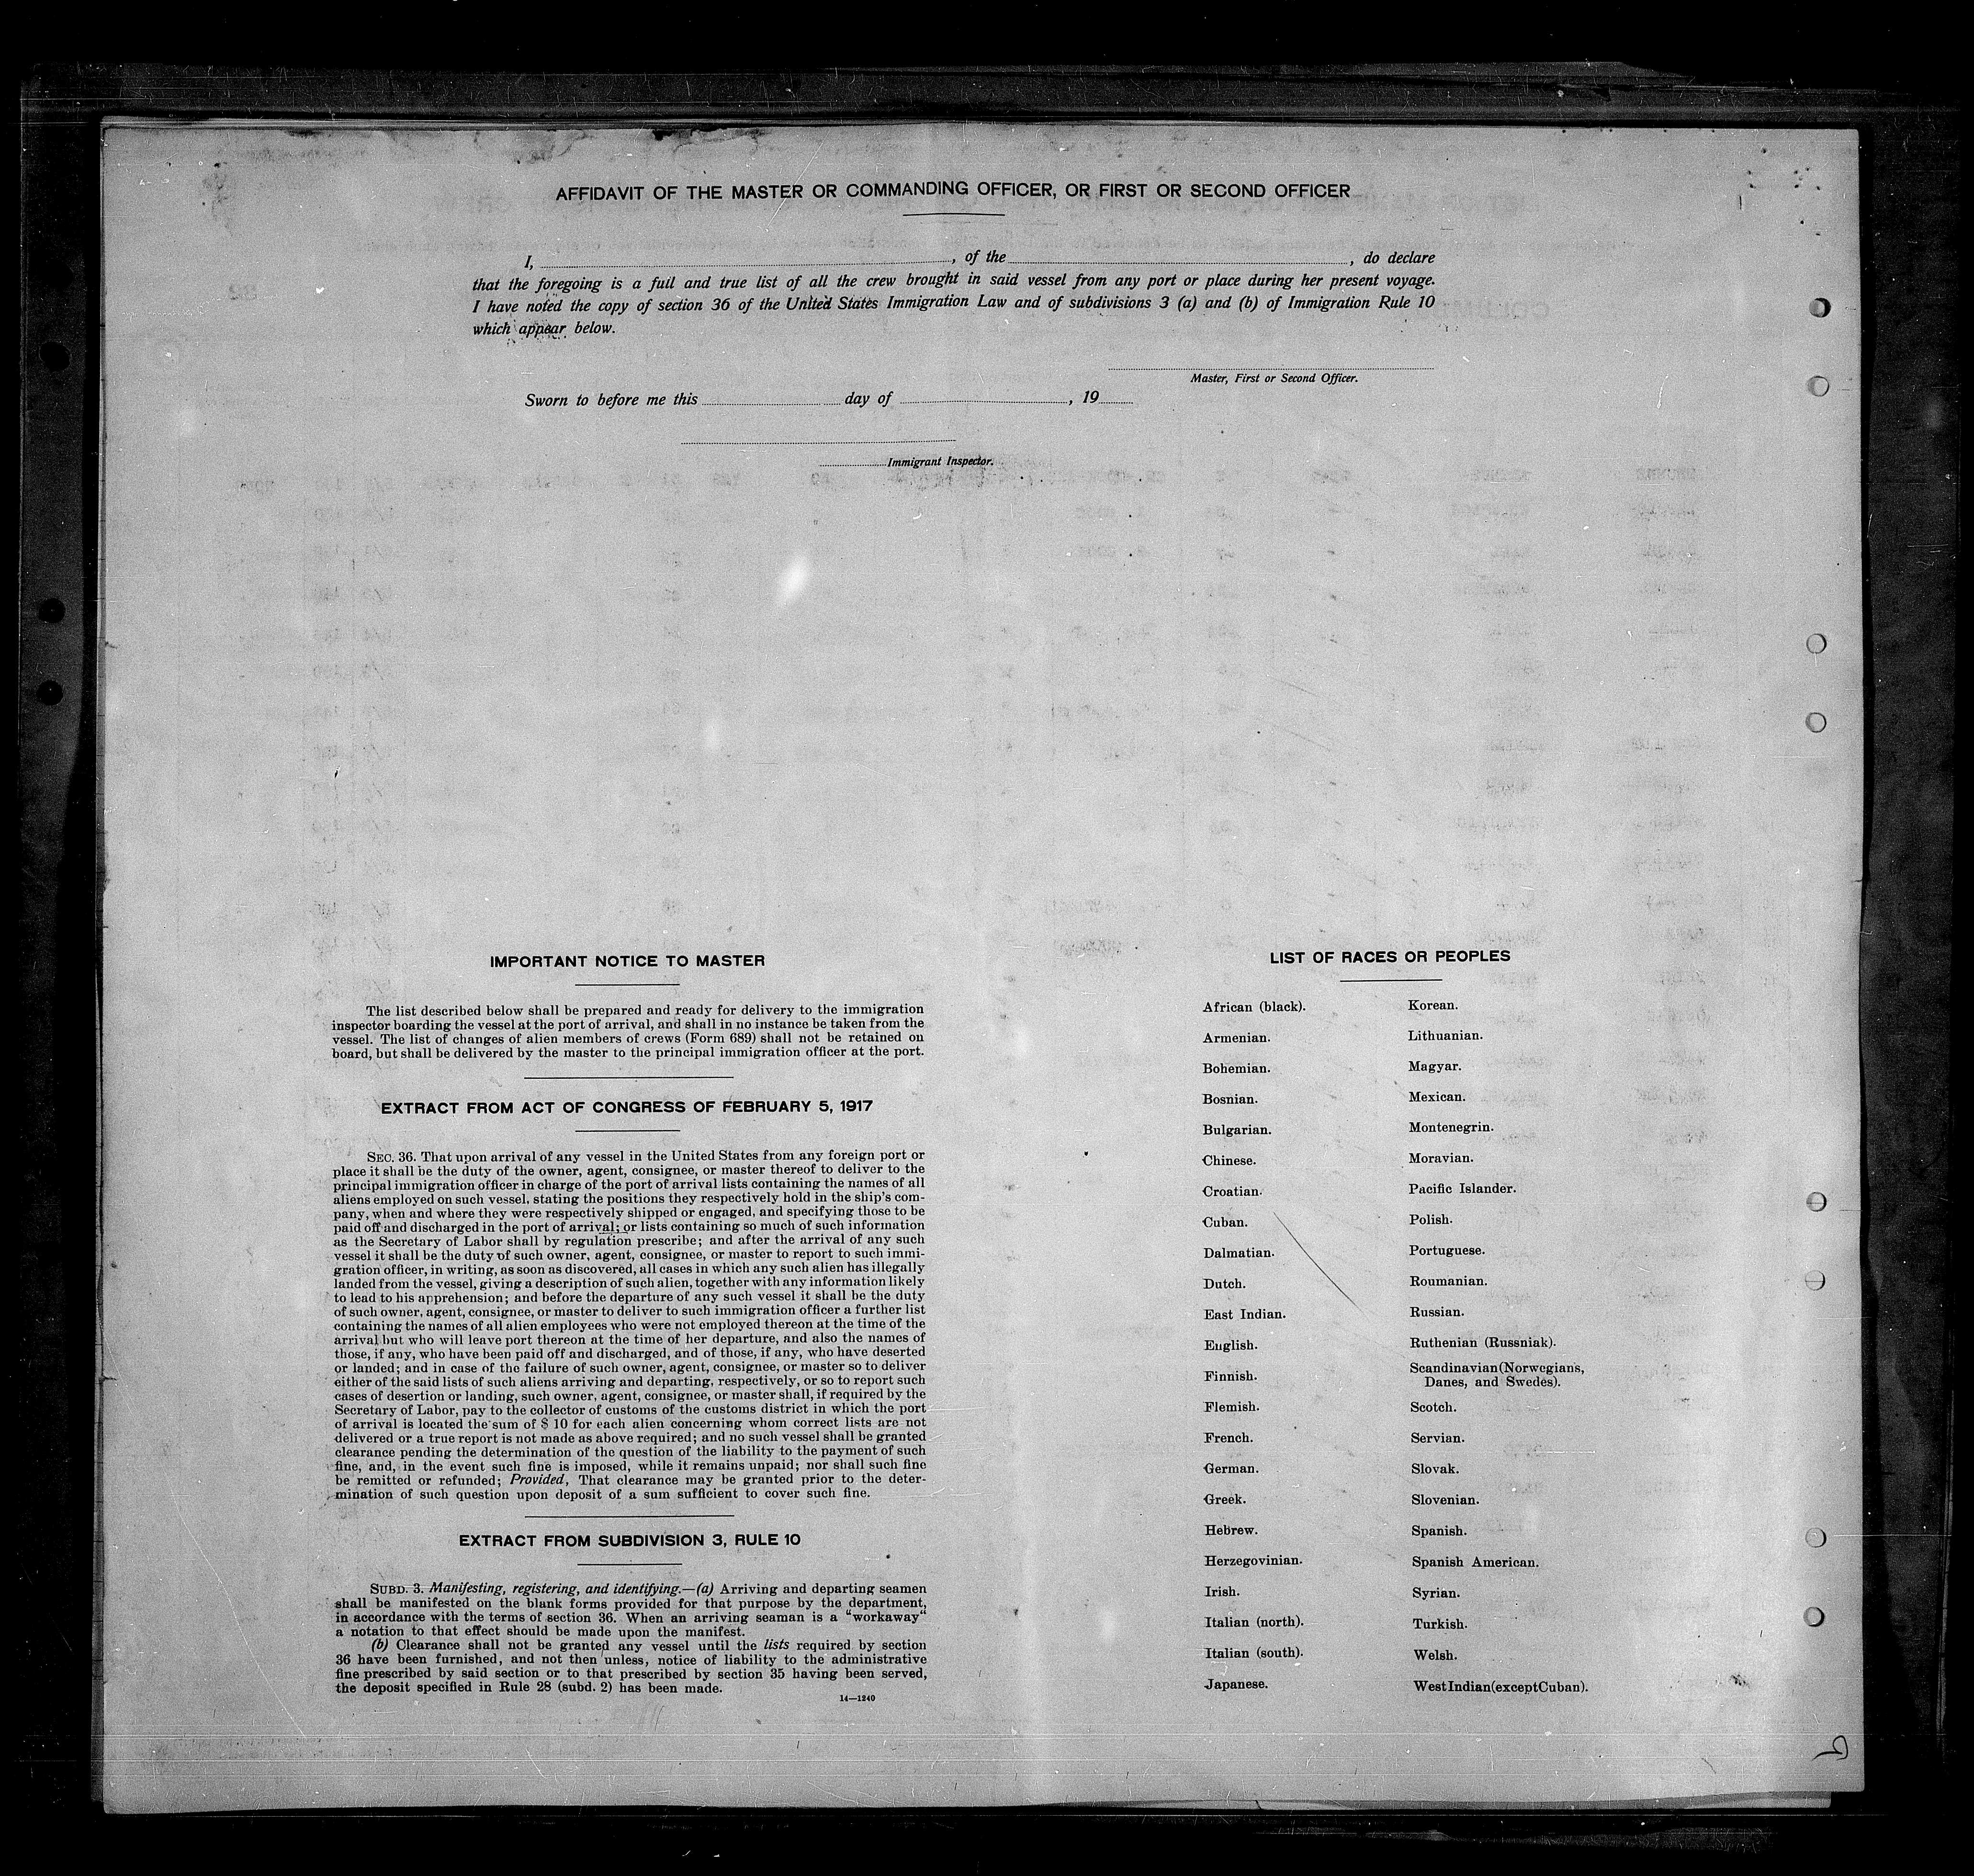 AFFIDAVIT OF THE MASTER OR COMMANDING OFFICER, OR FIRST OR SECOND OFFICER
I, , of the , do declare
that the foregoing is a full and true list of all the crew brought in said vessel from any port or place during her present voyage.
I have noted the copy of section 36 of the United States Immigration Law and of subdivisions 3 (a) and (b) of Immigration Rule 10
which appear below.
Master, First or Second Officer.
Sworn to before me this day of , 19
Immigrant Inspector.
IMPORTANT NOTICE TO MASTER
The list described below shall be prepared and ready for delivery to the immigration
inspector boarding the vessel at the port of arrival, and shall in no instance be taken from the
vessel. The list of changes of alien members of crews (Form 689) shall not be retained on
board, but shall be delivered by the master to the principal immigration officer at the port.
EXTRACT FROM ACT OF CONGRESS OF FEBRUARY 5, 1917
SEC. 36. That upon arrival of any vessel in the United States from any foreign port or
place it shall be the duty of the owner, agent, consignee, or master thereof to deliver to the
principal immigration officer in charge of the port of arrival lists containing the names of all
aliens employed on such vessel, stating the positions they respectively hold in the ship's com-
pany, when and where they were respectively shipped or engaged, and specifying those to be
paid off and discharged in the port of arrival; or lists containing so much of such information
as the Secretary of Labor shall by regulation prescribe; and after the arrival of any such
vessel it shall be the duty of such owner, agent, consignee, or master to report to such immi-
gration officer, in writing, as soon as discovered, all cases in which any such alien has illegally
landed from the vessel, giving a description of such alien, together with any information likely
to lead to his apprehension; and before the departure of any such vessel it shall be the duty
of such owner, agent, consignee, or master to deliver to such immigration officer a further list
containing the names of all alien employees who were not employed thereon at the time of the
arrival but who will leave port thereon at the time of her departure, and also the names of
those, if any, who have been paid off and discharged, and of those, if any, who have deserted
or landed; and in case of the failure of such owner, agent, consignee, or master so to deliver
either of the said lists of such aliens arriving and departing, respectively, or so to report such
cases of desertion or landing, such owner, agent, consignee, or master shall, if required by the
Secretary of Labor, pay to the collector of customs of the customs district in which the port
of arrival is located the sum of $ 10 for each alien concerning whom correct lists are not
delivered or a true report is not made as above required; and no such vessel shall be granted
clearance pending the determination of the question of the liability to the payment of such
fine, and, in the event such fine is imposed, while it remains unpaid; nor shall such fine
be remitted or refunded; Provided, That clearance may be granted prior to the deter-
mination of such question upon deposit of a sum sufficient to cover such fine.
EXTRACT FROM SUBDIVISION 3, RULE 10
SUBD. 3. Manifesting, registering, and identifying.—(a) Arriving and departing seamen
shall be manifested on the blank forms provided for that purpose by the department,
in accordance with the terms of section 36. When an arriving seaman is a "workaway"
a notation to that effect should be made upon the manifest.
(b) Clearance shall not be granted any vessel until the lists required by section
36 have been furnished, and not then unless, notice of liability to the administrative
fine prescribed by said section or to that prescribed by section 35 having been served,
the deposit specified in Rule 28 (subd. 2) has been made.
14—1240
LIST OF RACES OR PEOPLES
African (black).
Armenian.
Bohemian.
Bosnian.
Bulgarian.
Chinese.
Croatian.
Cuban.
Dalmatian.
Dutch.
East Indian.
English.
Finnish.
Flemish.
French.
German.
Greek.
Hebrew.
Herzegovinian.
Irish.
Italian (north).
Italian (south).
Japanese.
Korean.
Lithuanian.
Magyar.
Mexican.
Montenegrin.
Moravian.
Pacific Islander.
Polish.
Portuguese.
Roumanian.
Russian.
Ruthenian (Russniak).
Scandinavian (Norwegians,
Danes, and Swedes).
Scotch.
Servian.
Slovak.
Slovenian.
Spanish.
Spanish American.
Syrian.
Turkish.
Welsh.
West Indian (except Cuban).